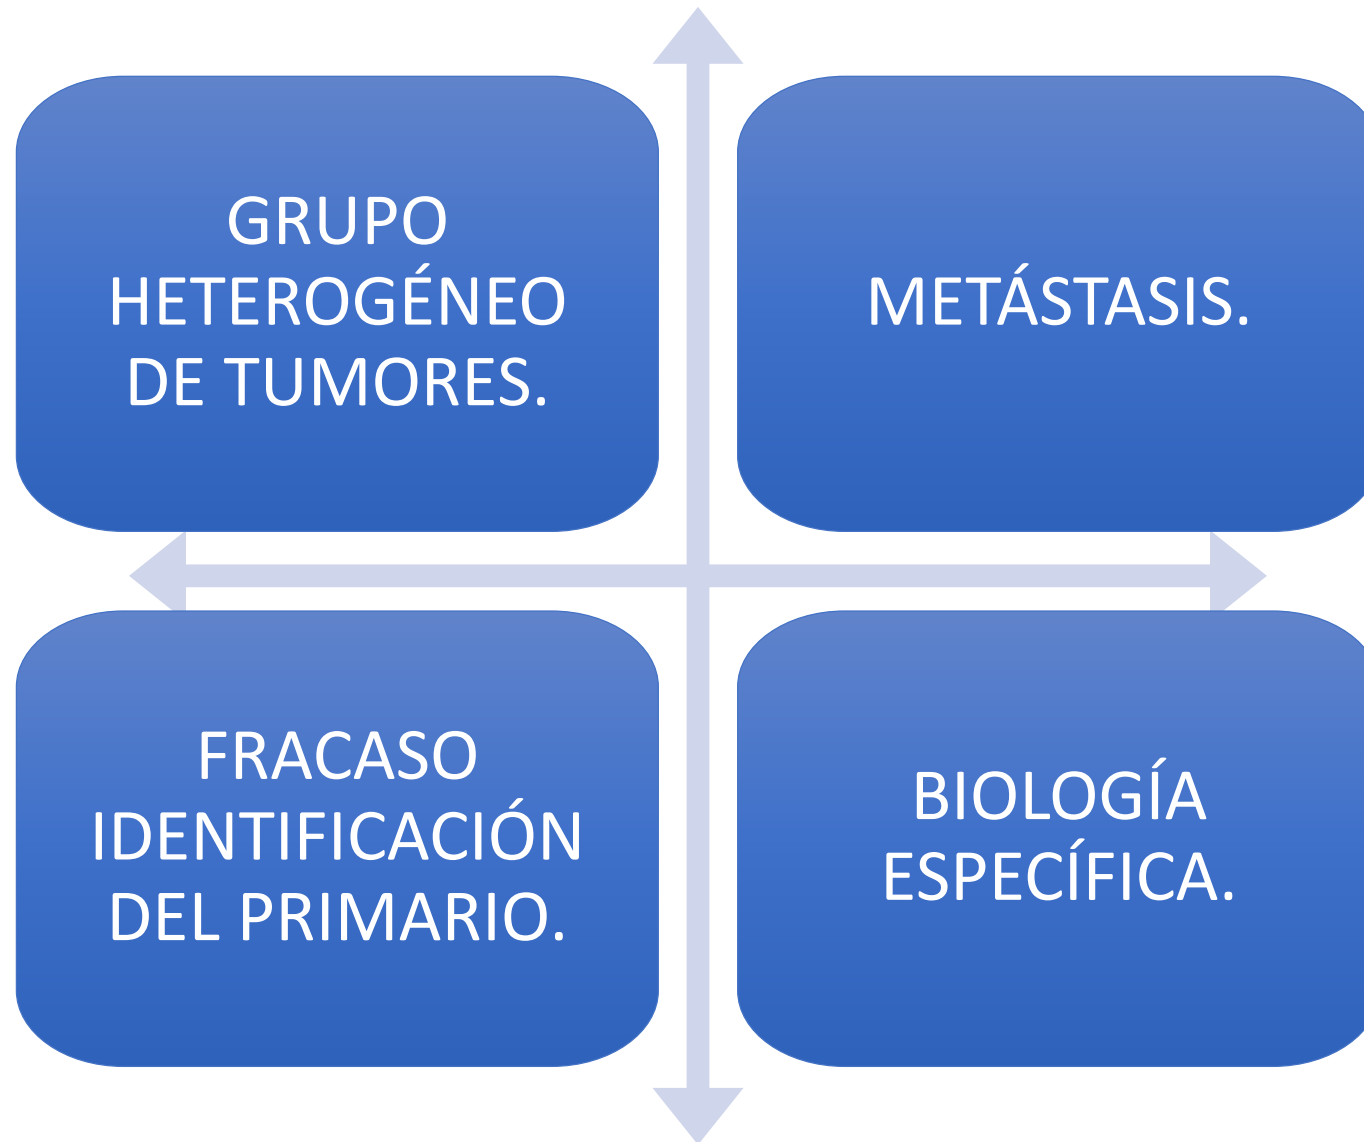 GRUPO
HETEROGÉNEO
DE TUMORES.
METÁSTASIS.
FRACASO
IDENTIFICACIÓN
DEL PRIMARIO.
BIOLOGÍA
ESPECÍFICA.